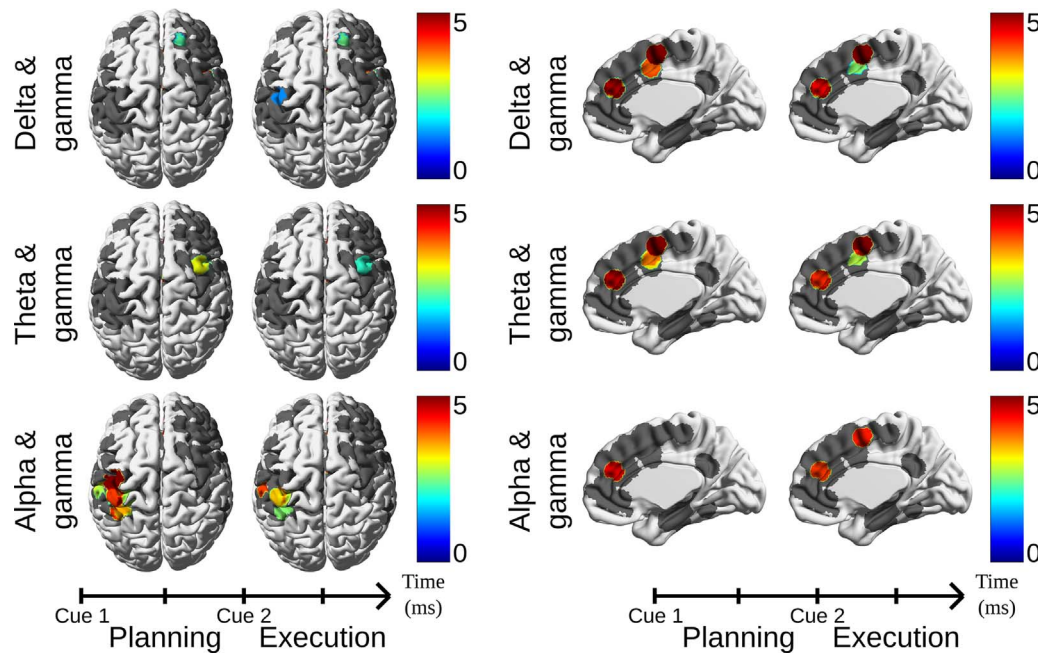 Delta &
gamma
5
0
Delta &
gamma
5
0
Theta &
gamma
5
0
Theta &
gamma
5
0
Alpha &
gamma
5
0
Alpha &
gamma
5
0
Cue 1
Cue 2
Time
(ms)
Planning
Execution
Cue 1
Cue 2
Time
(ms)
Planning
Execution